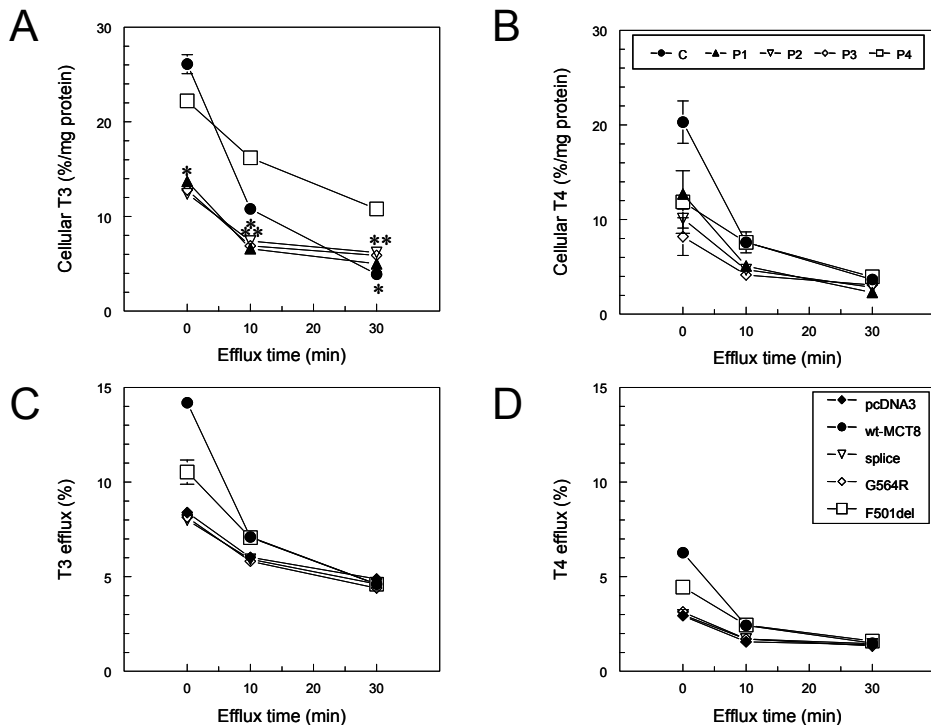 A
Cellular T3 (%/mg protein)
30
20
10
0
*
*
**
**
*
0 10 20 30
Efflux time (min)
B
Cellular T4 (%/mg protein)
30
20
10
0
C P1 P2 P3 P4
0 10 20 30
Efflux time (min)
C
T3 efflux (%)
15
10
5
0
0 10 20 30
Efflux time (min)
D
T4 efflux (%)
15
10
5
0
pcDNA3
wt-MCT8
splice
G564R
F501del
0 10 20 30
Efflux time (min)